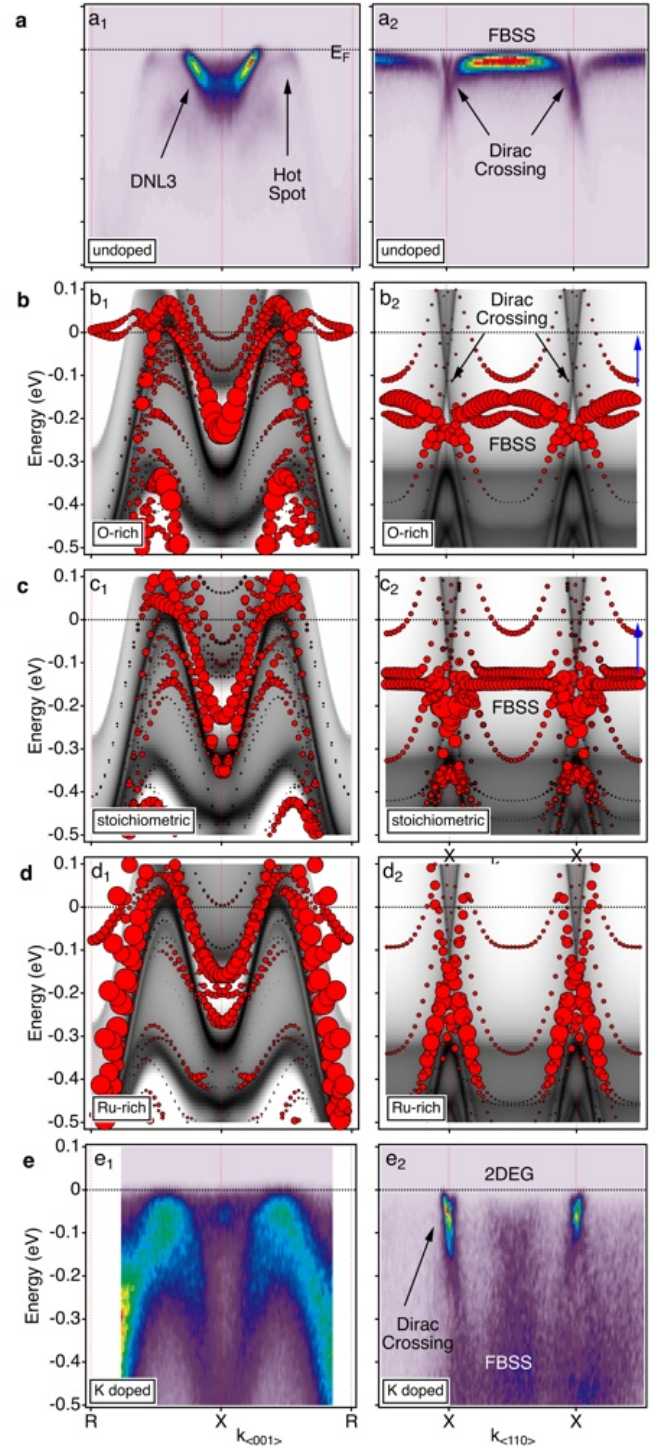 a
a1
a2
FBSS
EF
DNL3
Hot
Spot
Dirac
Crossing
undoped
undoped
b
0.1
b1
b2
Dirac
Crossing
0
-0.1
-0.2
-0.3
-0.4
-0.5
Energy (eV)
FBSS
O-rich
O-rich
c
0.1
c1
c2
0
-0.1
-0.2
-0.3
-0.4
-0.5
Energy (eV)
FBSS
stoichiometric
stoichiometric
X
X
d
0.1
d1
d2
0
-0.1
-0.2
-0.3
-0.4
-0.5
Energy (eV)
Ru-rich
Ru-rich
e
0.1
e1
e2
2DEG
0
-0.1
-0.2
-0.3
-0.4
-0.5
Energy (eV)
Dirac
Crossing
FBSS
K doped
K doped
R
X
R
X
X
k<001>
k<110>